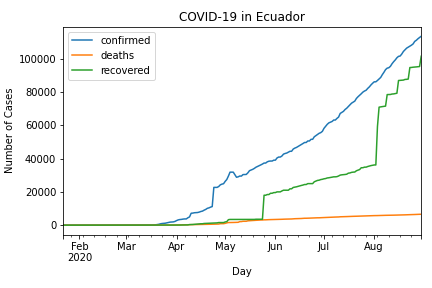 COVID-19 in Ecuador
confirmed
deaths
recovered
Number of Cases
100000
80000
60000
40000
20000
0
Feb Mar Apr May Jun Jul Aug
2020
Day